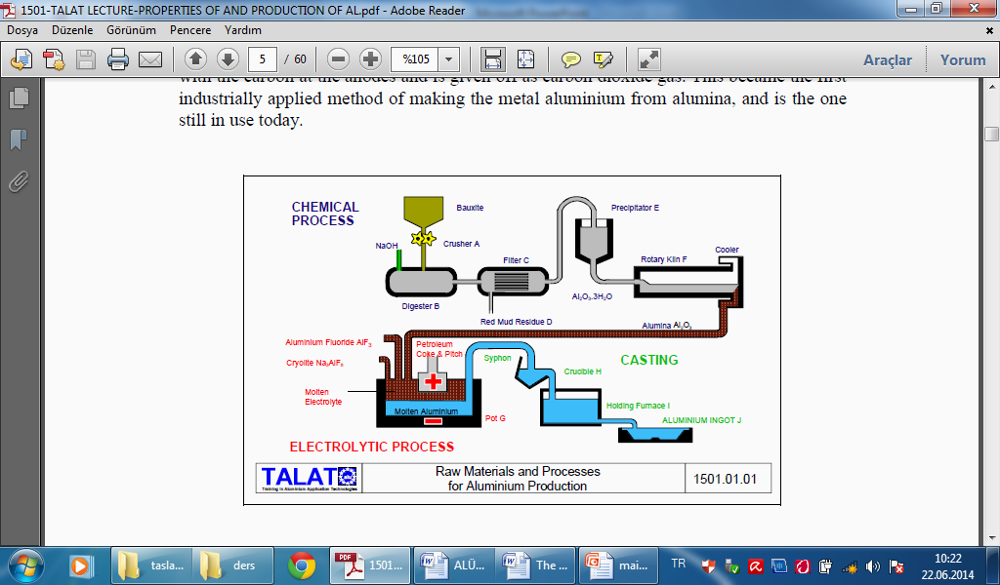 1501-TALAT LECTURE-PROPERTIES OF AND PRODUCTION OF AL.pdf - Adobe Reader
Dosya Düzenle Görünüm Pencere Yardım
5 / 60 %105 Araçlar Yorum
with the carbon at the anodes and is given off as carbon dioxide gas. This became the first
industrially applied method of making the metal aluminium from alumina, and is the one
still in use today.
CHEMICAL
PROCESS
Bauxite
Precipitator E
NaOH
Crusher A
Filter C
Rotary Kiln F
Cooler
Digester B
Al₂O₃.3H₂O
Red Mud Residue D
Alumina Al₂O₃
Aluminium Fluoride AlF₃
Petroleum
Coke & Pitch
Cryolite Na₃AlF₆
Syphon
CASTING
Crucible H
Molten
Electrolyte
+
Molten Aluminium
Pot G
Holding Furnace I
ALUMINIUM INGOT J
ELECTROLYTIC PROCESS
TALAT
Training in Aluminium Application Technologies
Raw Materials and Processes
for Aluminium Production
1501.01.01
tasla... ders 1501... ALÜ... The ... mai... TR
10:22
22.06.2014